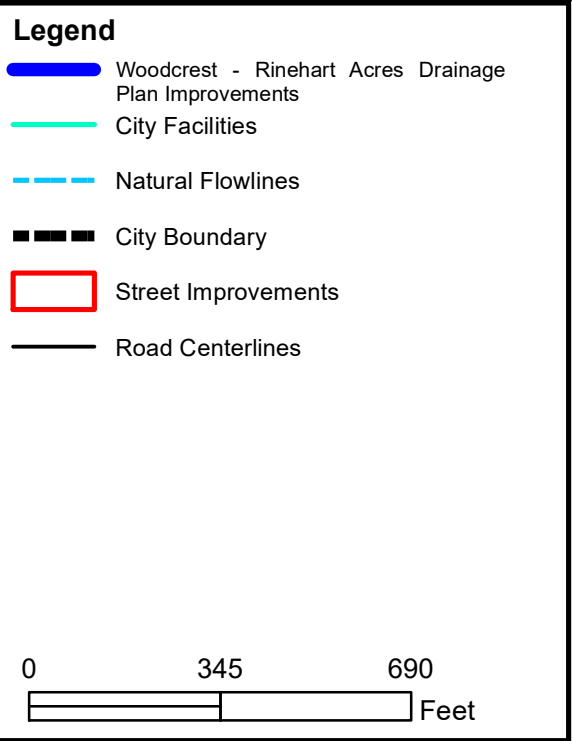 Legend
Woodcrest - Rinehart Acres Drainage
Plan Improvements
City Facilities
Natural Flowlines
City Boundary
Street Improvements
Road Centerlines
0 345 690
Feet